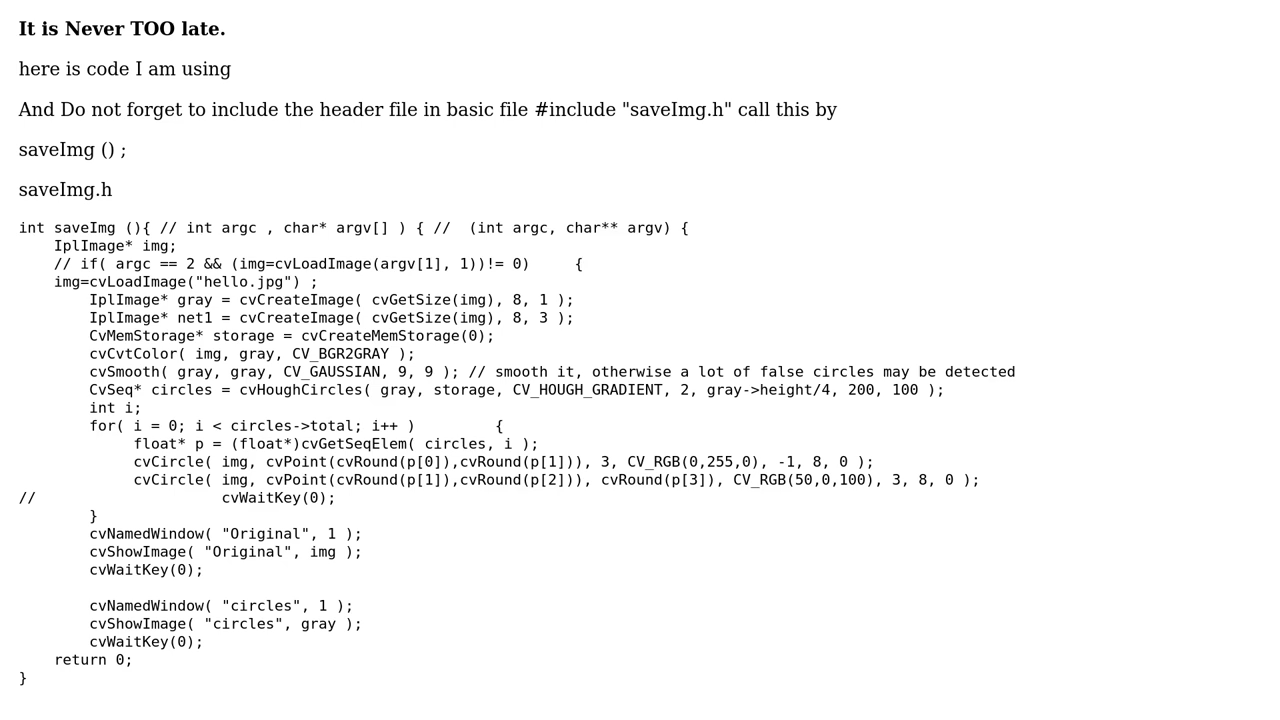 It is Never TOO late.
here is code I am using
And Do not forget to include the header file in basic file #include "saveImg.h" call this by
saveImg () ;
saveImg.h
int saveImg (){ // int argc , char* argv[] ) { //  (int argc, char** argv) {
    IplImage* img;
    // if( argc == 2 && (img=cvLoadImage(argv[1], 1))!= 0)     {
    img=cvLoadImage("hello.jpg") ;
        IplImage* gray = cvCreateImage( cvGetSize(img), 8, 1 );
        IplImage* net1 = cvCreateImage( cvGetSize(img), 8, 3 );
        CvMemStorage* storage = cvCreateMemStorage(0);
        cvCvtColor( img, gray, CV_BGR2GRAY );
        cvSmooth( gray, gray, CV_GAUSSIAN, 9, 9 ); // smooth it, otherwise a lot of false circles may be detected
        CvSeq* circles = cvHoughCircles( gray, storage, CV_HOUGH_GRADIENT, 2, gray->height/4, 200, 100 );
        int i;
        for( i = 0; i < circles->total; i++ )         {
             float* p = (float*)cvGetSeqElem( circles, i );
             cvCircle( img, cvPoint(cvRound(p[0]),cvRound(p[1])), 3, CV_RGB(0,255,0), -1, 8, 0 );
             cvCircle( img, cvPoint(cvRound(p[1]),cvRound(p[2])), cvRound(p[3]), CV_RGB(50,0,100), 3, 8, 0 );
//                     cvWaitKey(0);
        }
        cvNamedWindow( "Original", 1 );
        cvShowImage( "Original", img );
        cvWaitKey(0);

        cvNamedWindow( "circles", 1 );
        cvShowImage( "circles", gray );
        cvWaitKey(0);
    return 0;
}